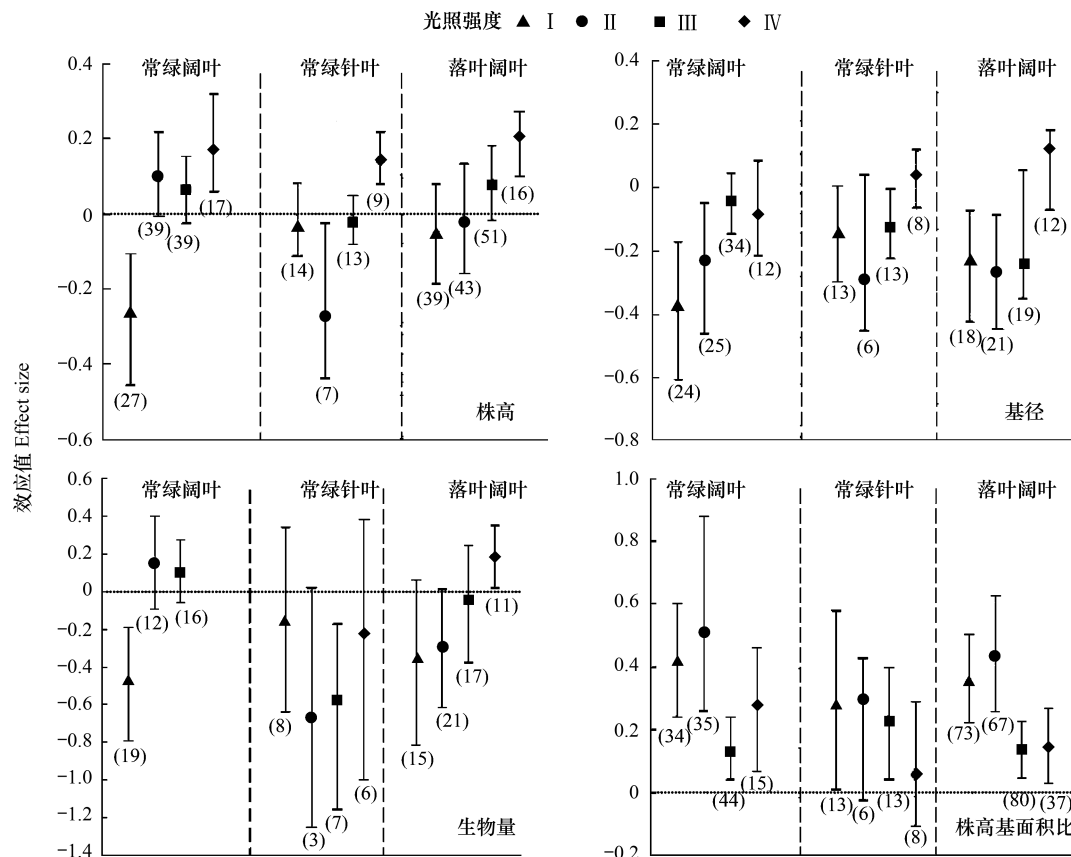 光照强度 ▲ Ⅰ ● Ⅱ ■ Ⅲ ◆ Ⅳ
效应值 Effect size
常绿阔叶 常绿针叶 落叶阔叶
0.4
0.2
0
−0.2
−0.4
−0.6
(27) (39) (39) (17) (14) (7) (13) (9) (39) (43) (51) (16)
株高
常绿阔叶 常绿针叶 落叶阔叶
0.4
0.2
0
−0.2
−0.4
−0.6
−0.8
(24) (25) (34) (12) (13) (6) (13) (8) (18) (21) (19) (12)
基径
常绿阔叶 常绿针叶 落叶阔叶
0.6
0.4
0.2
0
−0.2
−0.4
−0.6
−0.8
−1.0
−1.2
−1.4
(19) (12) (16) (8) (3) (7) (6) (15) (21) (17) (11)
生物量
常绿阔叶 常绿针叶 落叶阔叶
1.0
0.8
0.6
0.4
0.2
0
−0.2
(34) (35) (44) (15) (13) (6) (13) (8) (73) (67) (80) (37)
株高基面积比